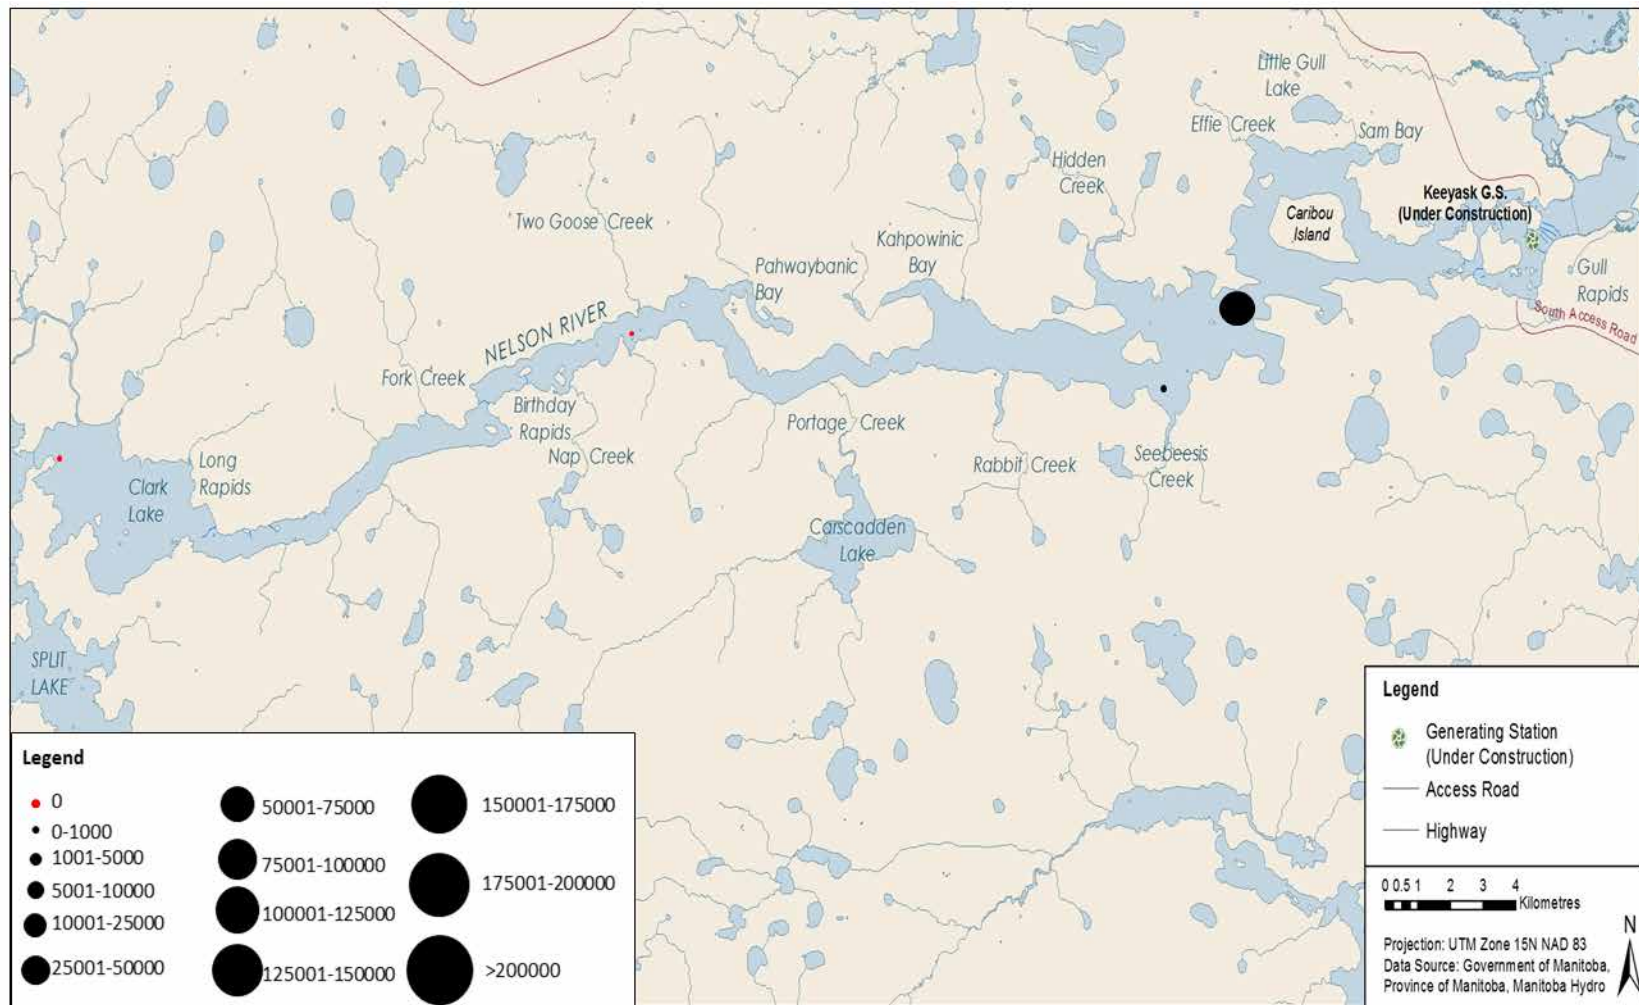 Little Gull
Lake
Effie Creek
Sam Bay
Hidden
Creek
Keeyask G.S.
(Under Construction)
Caribou
Island
Two Goose Creek
Kahpowinic
Bay
Pahwaybanic
Bay
Gull
Rapids
South Access Road
NELSON RIVER
Fork Creek
Birthday
Rapids
Portage Creek
Nap Creek
Rabbit Creek
Seebeesis
Creek
Long
Rapids
Clark
Lake
Carscadden
Lake
SPLIT
LAKE
Legend
0
0-1000
1001-5000
5001-10000
10001-25000
25001-50000
50001-75000
75001-100000
100001-125000
125001-150000
150001-175000
175001-200000
>200000
Legend
Generating Station
(Under Construction)
Access Road
Highway
0 0.5 1 2 3 4
Kilometres
N
Projection: UTM Zone 15N NAD 83
Data Source: Government of Manitoba,
Province of Manitoba, Manitoba Hydro